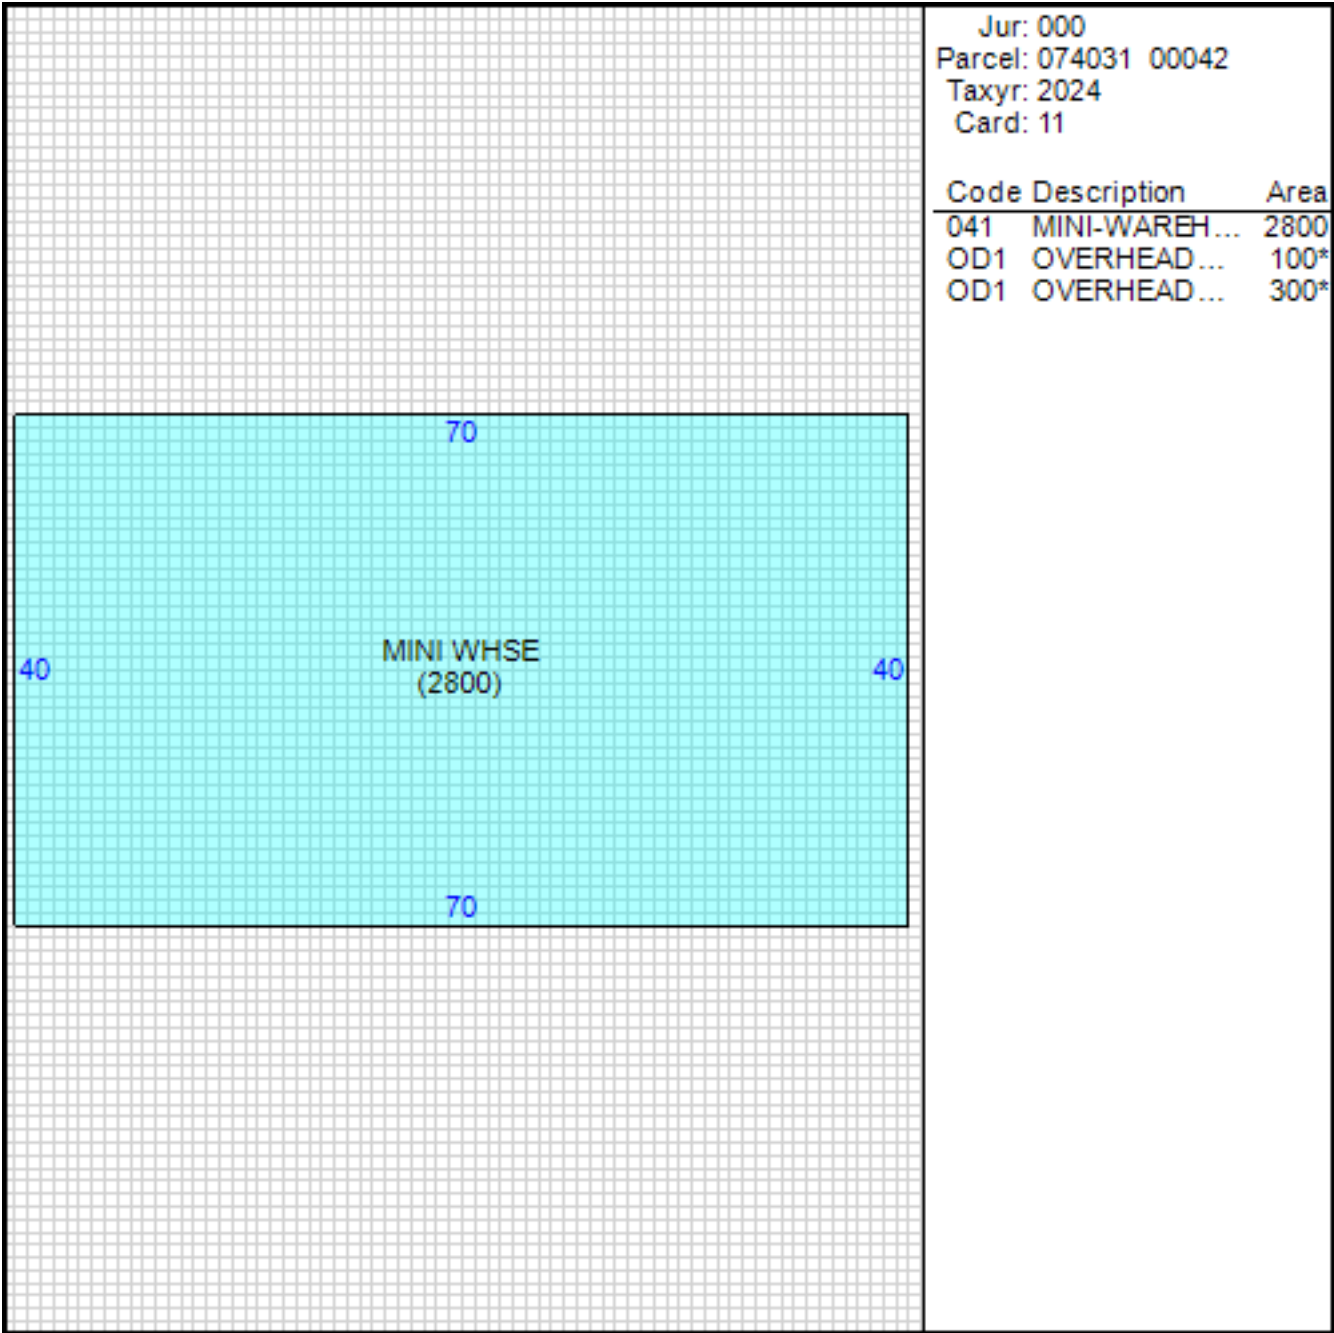 Jur: 000
Parcel: 074031 00042
Taxyr: 2024
Card: 11
Code Description Area
041 MINI-WAREH... 2800
OD1 OVERHEAD... 100*
OD1 OVERHEAD... 300*
70
40 MINI WHSE 40
(2800)
70